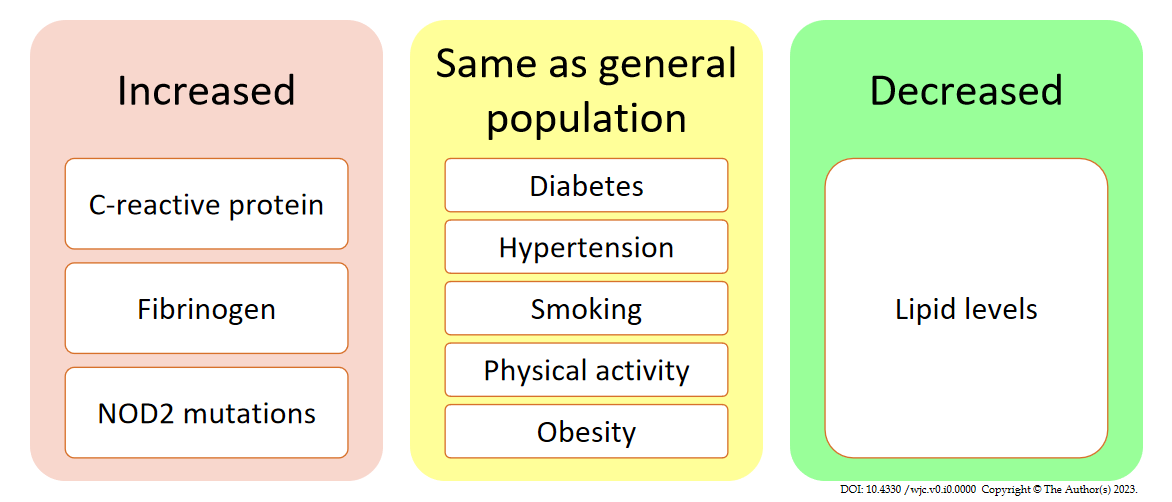 Increased
C-reactive protein
Fibrinogen
NOD2 mutations
Same as general
population
Diabetes
Hypertension
Smoking
Physical activity
Obesity
Decreased
Lipid levels
DOI: 10.4330 /wjc.v0.i0.0000 Copyright © The Author(s) 2023.